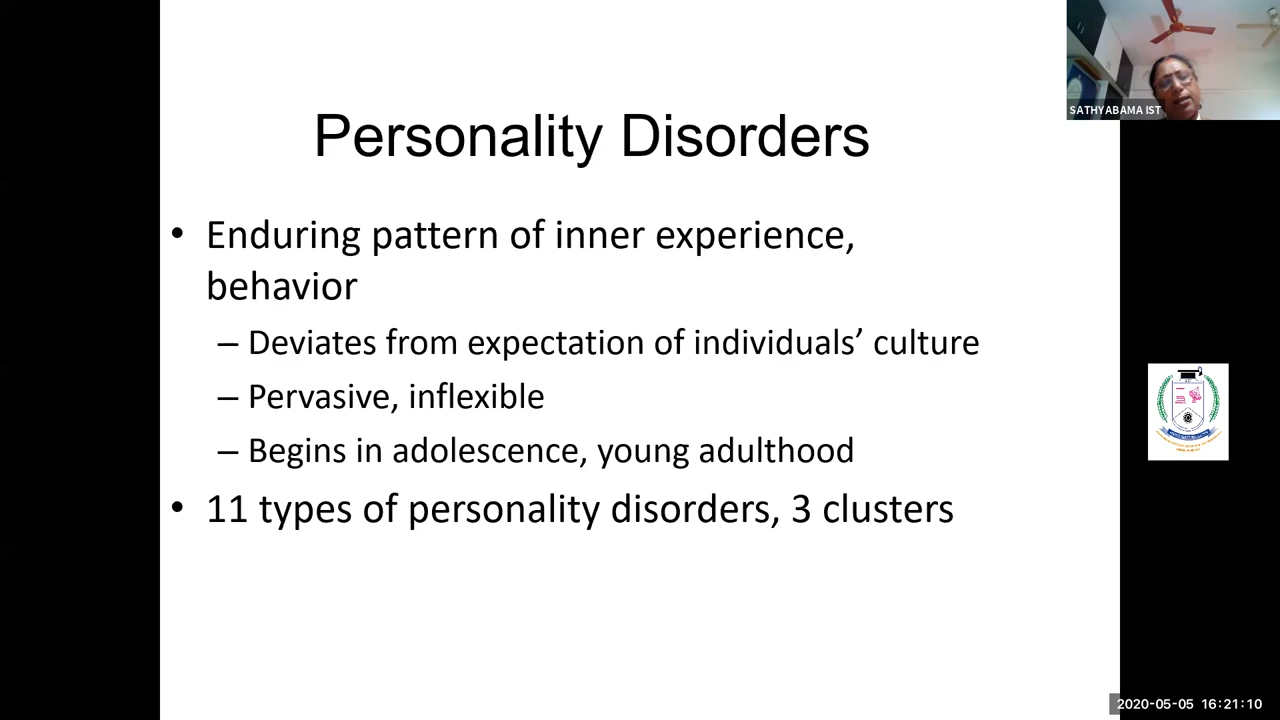 SATHYABAMA IST
Personality Disorders
• Enduring pattern of inner experience,
behavior
– Deviates from expectation of individuals’ culture
– Pervasive, inflexible
– Begins in adolescence, young adulthood
• 11 types of personality disorders, 3 clusters
2020-05-05 16:21:10